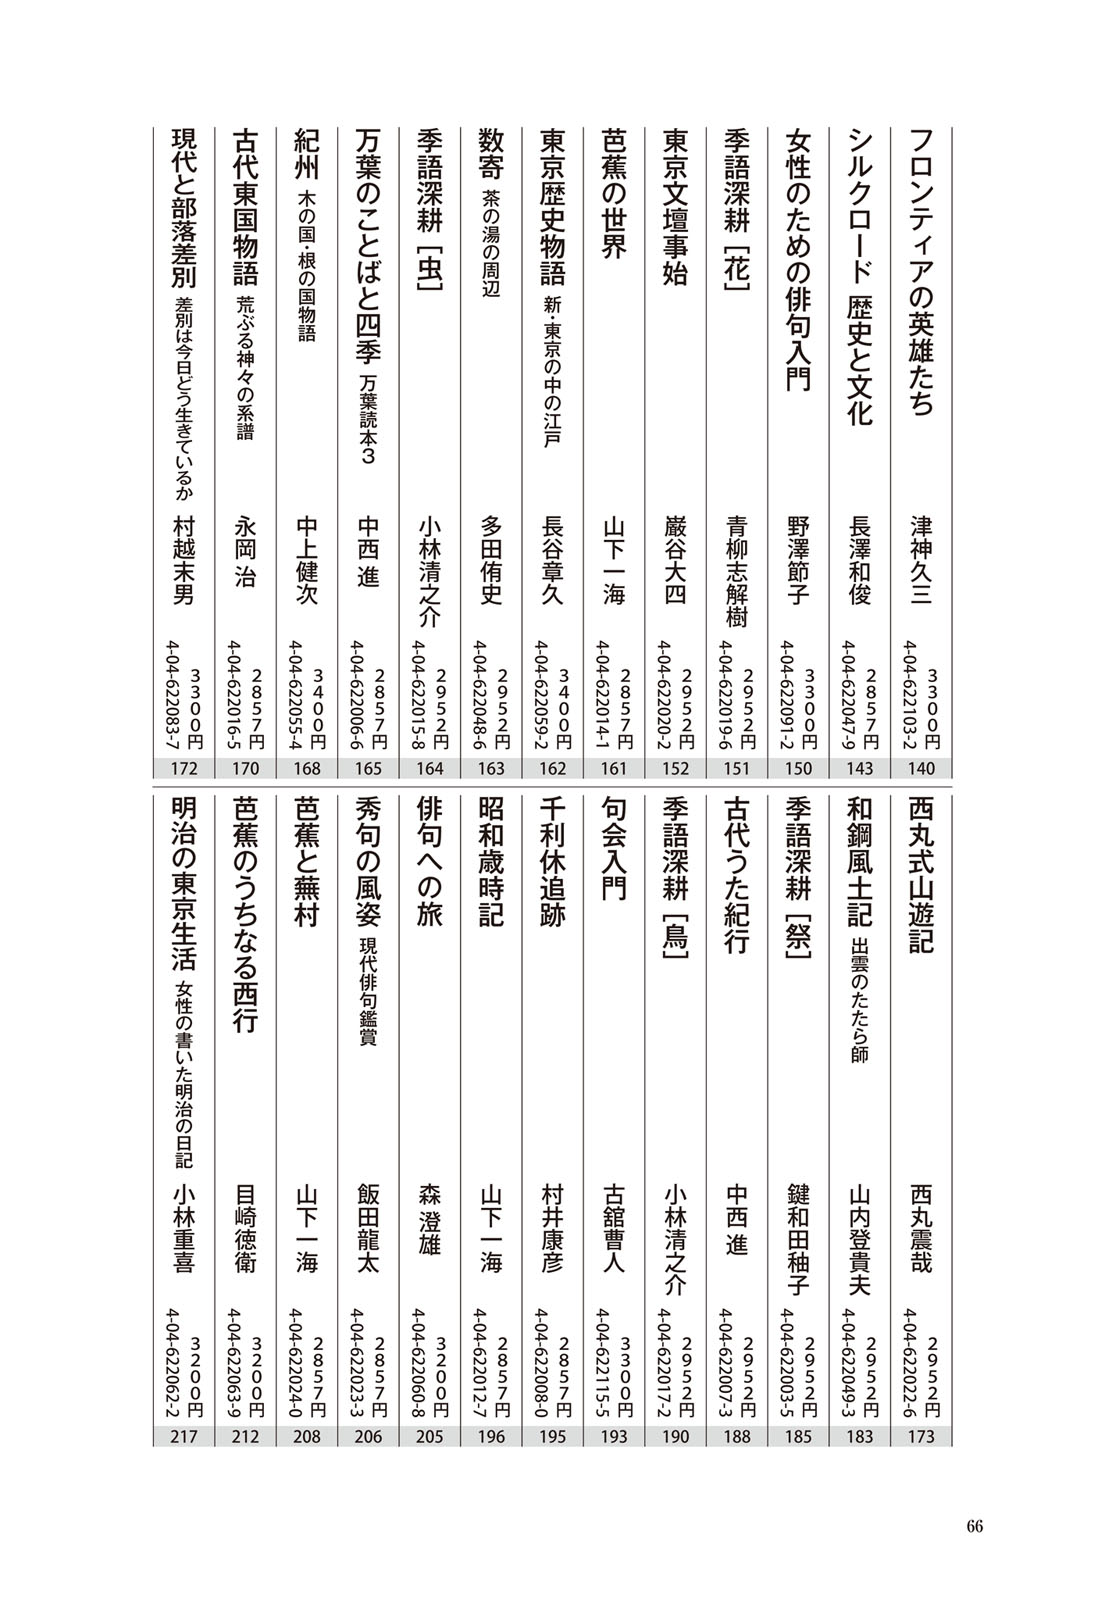 フロンティアの英雄たち 津神久三 3300円 4-04-622103-2 140
シルクロード 歴史と文化 長澤和俊 2857円 4-04-622047-9 143
女性のための俳句入門 野澤節子 3300円 4-04-622091-2 150
季語深耕[花] 青柳志解樹 2952円 4-04-622019-6 151
東京文壇事始 巌谷大四 2952円 4-04-622020-2 152
芭蕉の世界 山下一海 2857円 4-04-622014-1 161
東京歴史物語 新・東京の中の江戸 長谷章久 3400円 4-04-622059-2 162
数寄 茶の湯の周辺 多田侑史 2952円 4-04-622048-6 163
季語深耕[虫] 小林清之介 2952円 4-04-622015-8 164
万葉のことばと四季 万葉読本3 中西 進 2857円 4-04-622006-6 165
紀州 木の国・根の国物語 中上健次 3400円 4-04-622055-4 168
古代東国物語 荒ぶる神々の系譜 永岡 治 2857円 4-04-622016-5 170
現代と部落差別 差別は今日どう生きているか 村越末男 3300円 4-04-622083-7 172
西丸式山遊記 西丸震哉 2952円 4-04-622022-6 173
和鋼風土記 出雲のたたら師 山内登貴夫 2952円 4-04-622049-3 183
季語深耕[祭] 鍵和田秞子 2952円 4-04-622003-5 185
古代うた紀行 中西 進 2952円 4-04-622007-3 188
季語深耕[鳥] 小林清之介 2952円 4-04-622017-2 190
句会入門 古舘曹人 3300円 4-04-622115-5 193
千利休追跡 村井康彦 2857円 4-04-622008-0 195
昭和歳時記 山下一海 2857円 4-04-622012-7 196
俳句への旅 森 澄雄 3200円 4-04-622060-8 205
秀句の風姿 現代俳句鑑賞 飯田龍太 2857円 4-04-622023-3 206
芭蕉と蕪村 山下一海 2857円 4-04-622024-0 208
芭蕉のうちなる西行 目崎徳衛 3200円 4-04-622063-9 212
明治の東京生活 女性の書いた明治の日記 小林重喜 3200円 4-04-622062-2 217
66